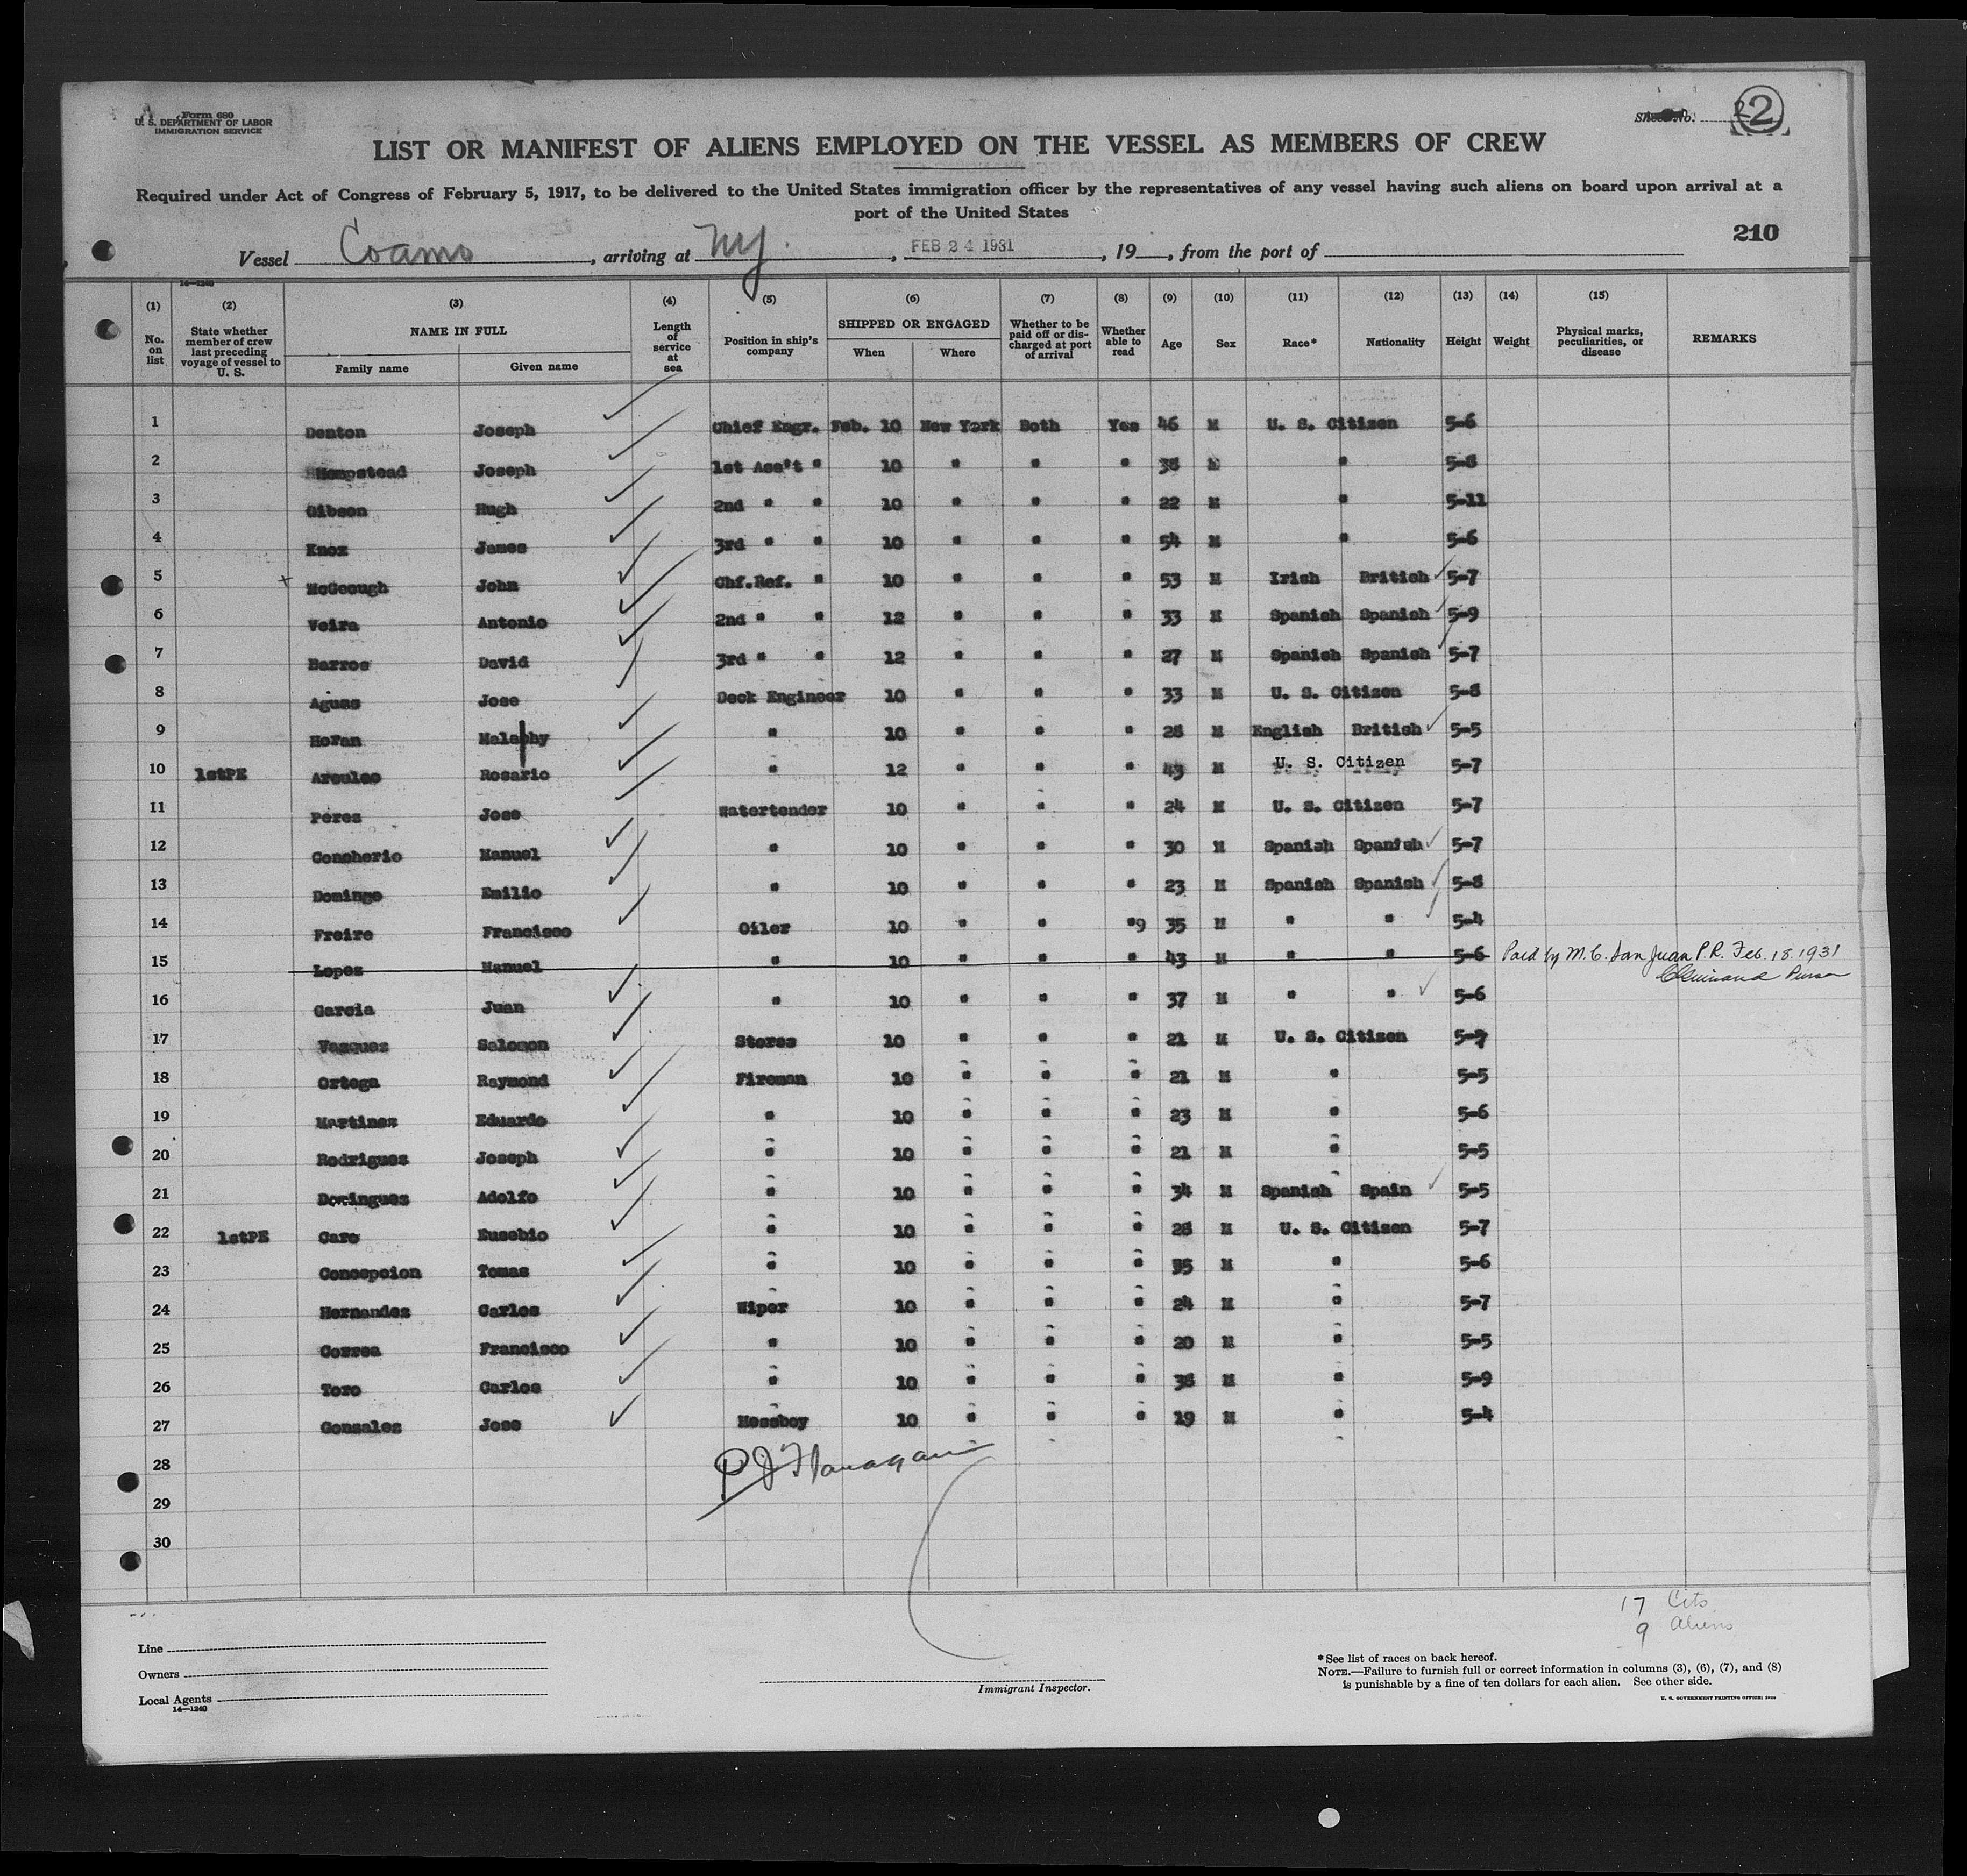 Form 680
U. S. DEPARTMENT OF LABOR
IMMIGRATION SERVICE
Sheet No.
2
LIST OR MANIFEST OF ALIENS EMPLOYED ON THE VESSEL AS MEMBERS OF CREW
Required under Act of Congress of February 5, 1917, to be delivered to the United States immigration officer by the representatives of any vessel having such aliens on board upon arrival at a
port of the United States
210
Vessel Coamo, arriving at NY., FEB 24 1931, 19__, from the port of
14—1240
(1) (2) (3) (4) (5) (6) (7) (8) (9) (10) (11) (12) (13) (14) (15)
No. on list State whether member of crew last preceding voyage of vessel to U. S. NAME IN FULL Family name Given name Length of service at sea Position in ship's company SHIPPED OR ENGAGED When Where Whether to be paid off or discharged at port of arrival Whether able to read Age Sex Race* Nationality Height Weight Physical marks, peculiarities, or disease REMARKS
1 Denton Joseph Chief Engr. Feb. 10 New York Both Yes 46 M U. S. Citizen 5-6
2 Hempstead Joseph 1st Ass't " 10 " " " 38 M " 5-8
3 Gibson Hugh 2nd " " 10 " " " 22 M " 5-11
4 Knox James 3rd " " 10 " " " 54 M " 5-6
5 McGeough John Chf.Ref. " 10 " " " 53 M Irish British 5-7
6 Veira Antonio 2nd " " 12 " " " 33 M Spanish Spanish 5-9
7 Barros David 3rd " " 12 " " " 27 M Spanish Spanish 5-7
8 Aguas Jose Deck Engineer 10 " " " 33 M U. S. Citizen 5-8
9 Horan Malachy " 10 " " " 28 M English British 5-5
10 1stPE Rosario " 12 " " " 43 M U. S. Citizen 5-7
11 Perez Jose Watertender 10 " " " 24 M U. S. Citizen 5-7
12 Concherio Manuel " 10 " " " 30 M Spanish Spanish 5-7
13 Domingo Emilio " 10 " " " 23 M Spanish Spanish 5-8
14 Freire Francisco Oiler 10 " " "9 35 M " " 5-4
15 Lopez Manuel " 10 " " " 43 M " " 5-6 Paid by M.C. San Juan P.R. Feb. 18. 1931
Purser
16 Garcia Juan " 10 " " " 37 M " " 5-6
17 Vazquez Salomon Stores 10 " " " 21 M U. S. Citizen 5-7
18 Ortega Raymond Fireman 10 " " " 21 M " 5-5
19 Martinez Eduardo " 10 " " " 23 M " 5-6
20 Rodriguez Joseph " 10 " " " 21 M " 5-5
21 Domingues Adolfo " 10 " " " 34 M Spanish Spain 5-5
22 1stPE Caro Eusebio " 10 " " " 28 M U. S. Citizen 5-7
23 Concepcion Tomas " 10 " " " 35 M " 5-6
24 Hernandez Carlos Wiper 10 " " " 24 M " 5-7
25 Correa Francisco " 10 " " " 20 M " 5-5
26 Toro Carlos " 10 " " " 38 M " 5-9
27 Gonzales Jose Messboy 10 " " " 19 M " 5-4
28 P J Flanagan
29
30
17 Cits
9 Aliens
Line
Owners
Local Agents
14—1240
Immigrant Inspector.
*See list of races on back hereof.
NOTE.—Failure to furnish full or correct information in columns (3), (6), (7), and (8)
is punishable by a fine of ten dollars for each alien. See other side.
U. S. GOVERNMENT PRINTING OFFICE: 1929